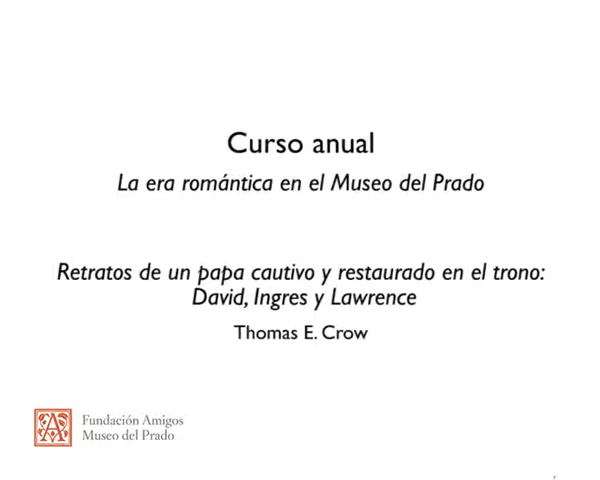 Curso anual
La era romántica en el Museo del Prado
Retratos de un papa cautivo y restaurado en el trono:
David, Ingres y Lawrence
Thomas E. Crow
Fundación Amigos
Museo del Prado